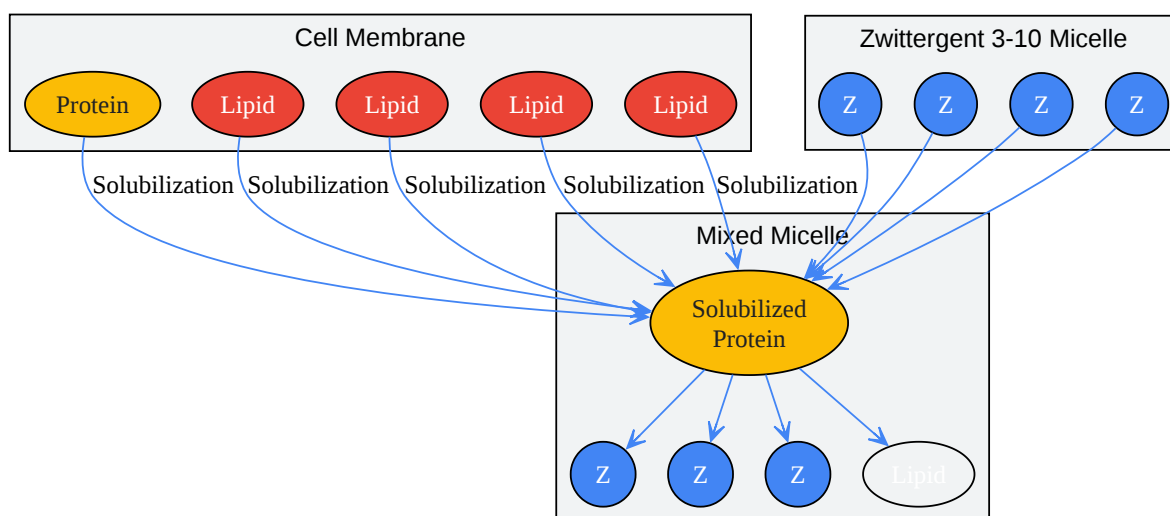 Cell Membrane
Zwittergent 3-10 Micelle
Protein
Lipid
Lipid
Lipid
Lipid
Z
Z
Z
Z
Solubilization
Solubilization
Solubilization
Solubilization
Solubilization
Mixed Micelle
Solubilized
Protein
Z
Z
Z
Lipid